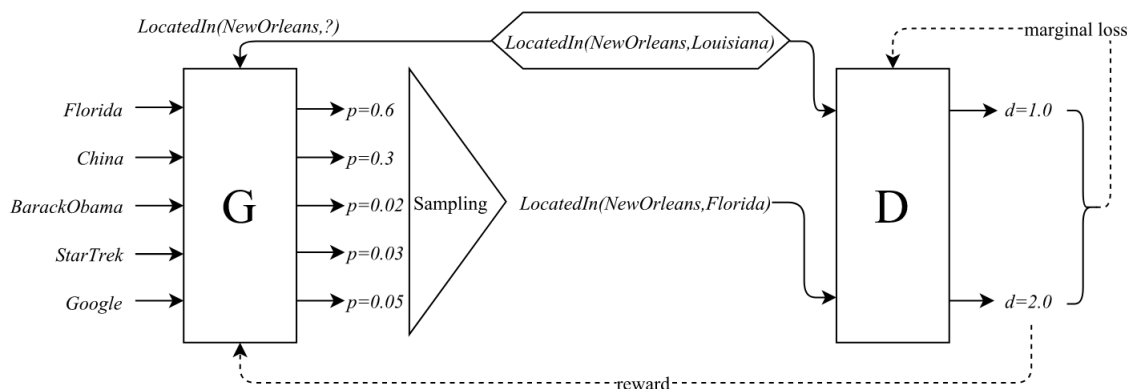 LocatedIn(NewOrleans,?)
LocatedIn(NewOrleans,Louisiana)
marginal loss
Florida
p=0.6
d=1.0
China
p=0.3
G
D
BarackObama
p=0.02
Sampling
LocatedIn(NewOrleans,Florida)
StarTrek
p=0.03
Google
p=0.05
d=2.0
reward